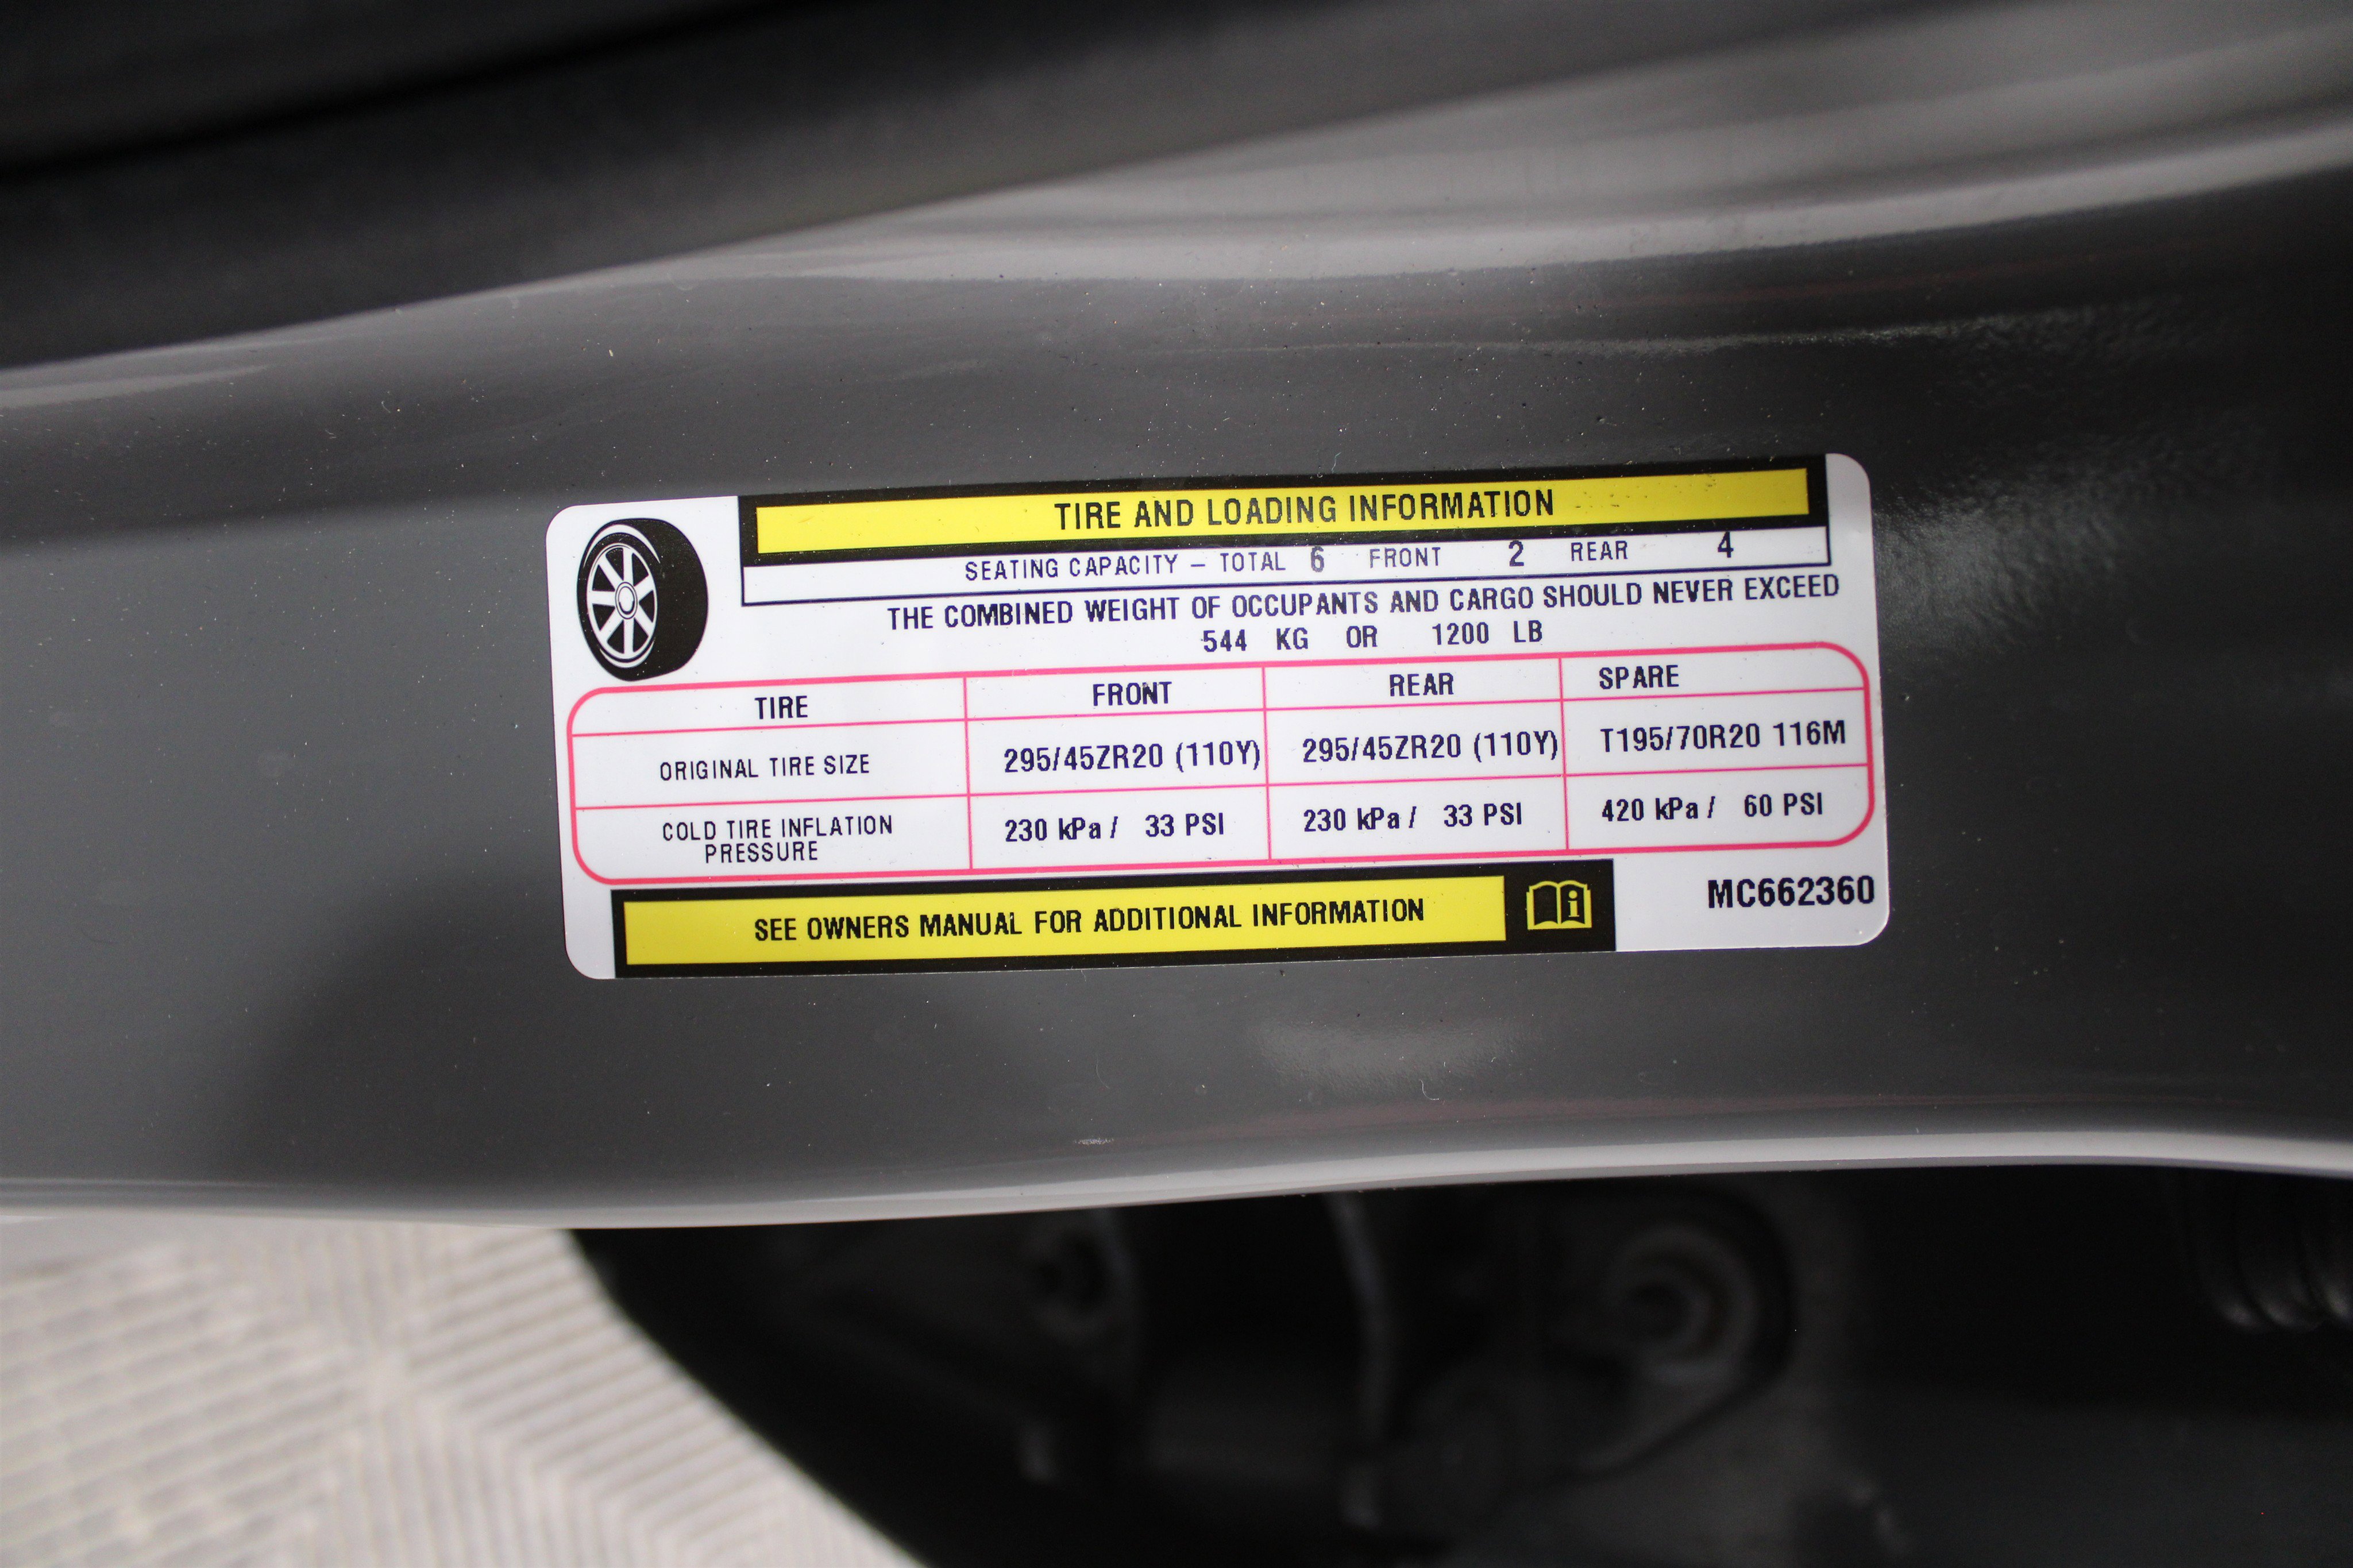 TIRE AND LOADING INFORMATION
SEATING CAPACITY – TOTAL 6 FRONT 2 REAR 4
THE COMBINED WEIGHT OF OCCUPANTS AND CARGO SHOULD NEVER EXCEED
544 KG OR 1200 LB
TIRE FRONT REAR SPARE
ORIGINAL TIRE SIZE 295/45ZR20 (110Y) 295/45ZR20 (110Y) T195/70R20 116M
COLD TIRE INFLATION PRESSURE 230 kPa / 33 PSI 230 kPa / 33 PSI 420 kPa / 60 PSI
SEE OWNERS MANUAL FOR ADDITIONAL INFORMATION
MC662360